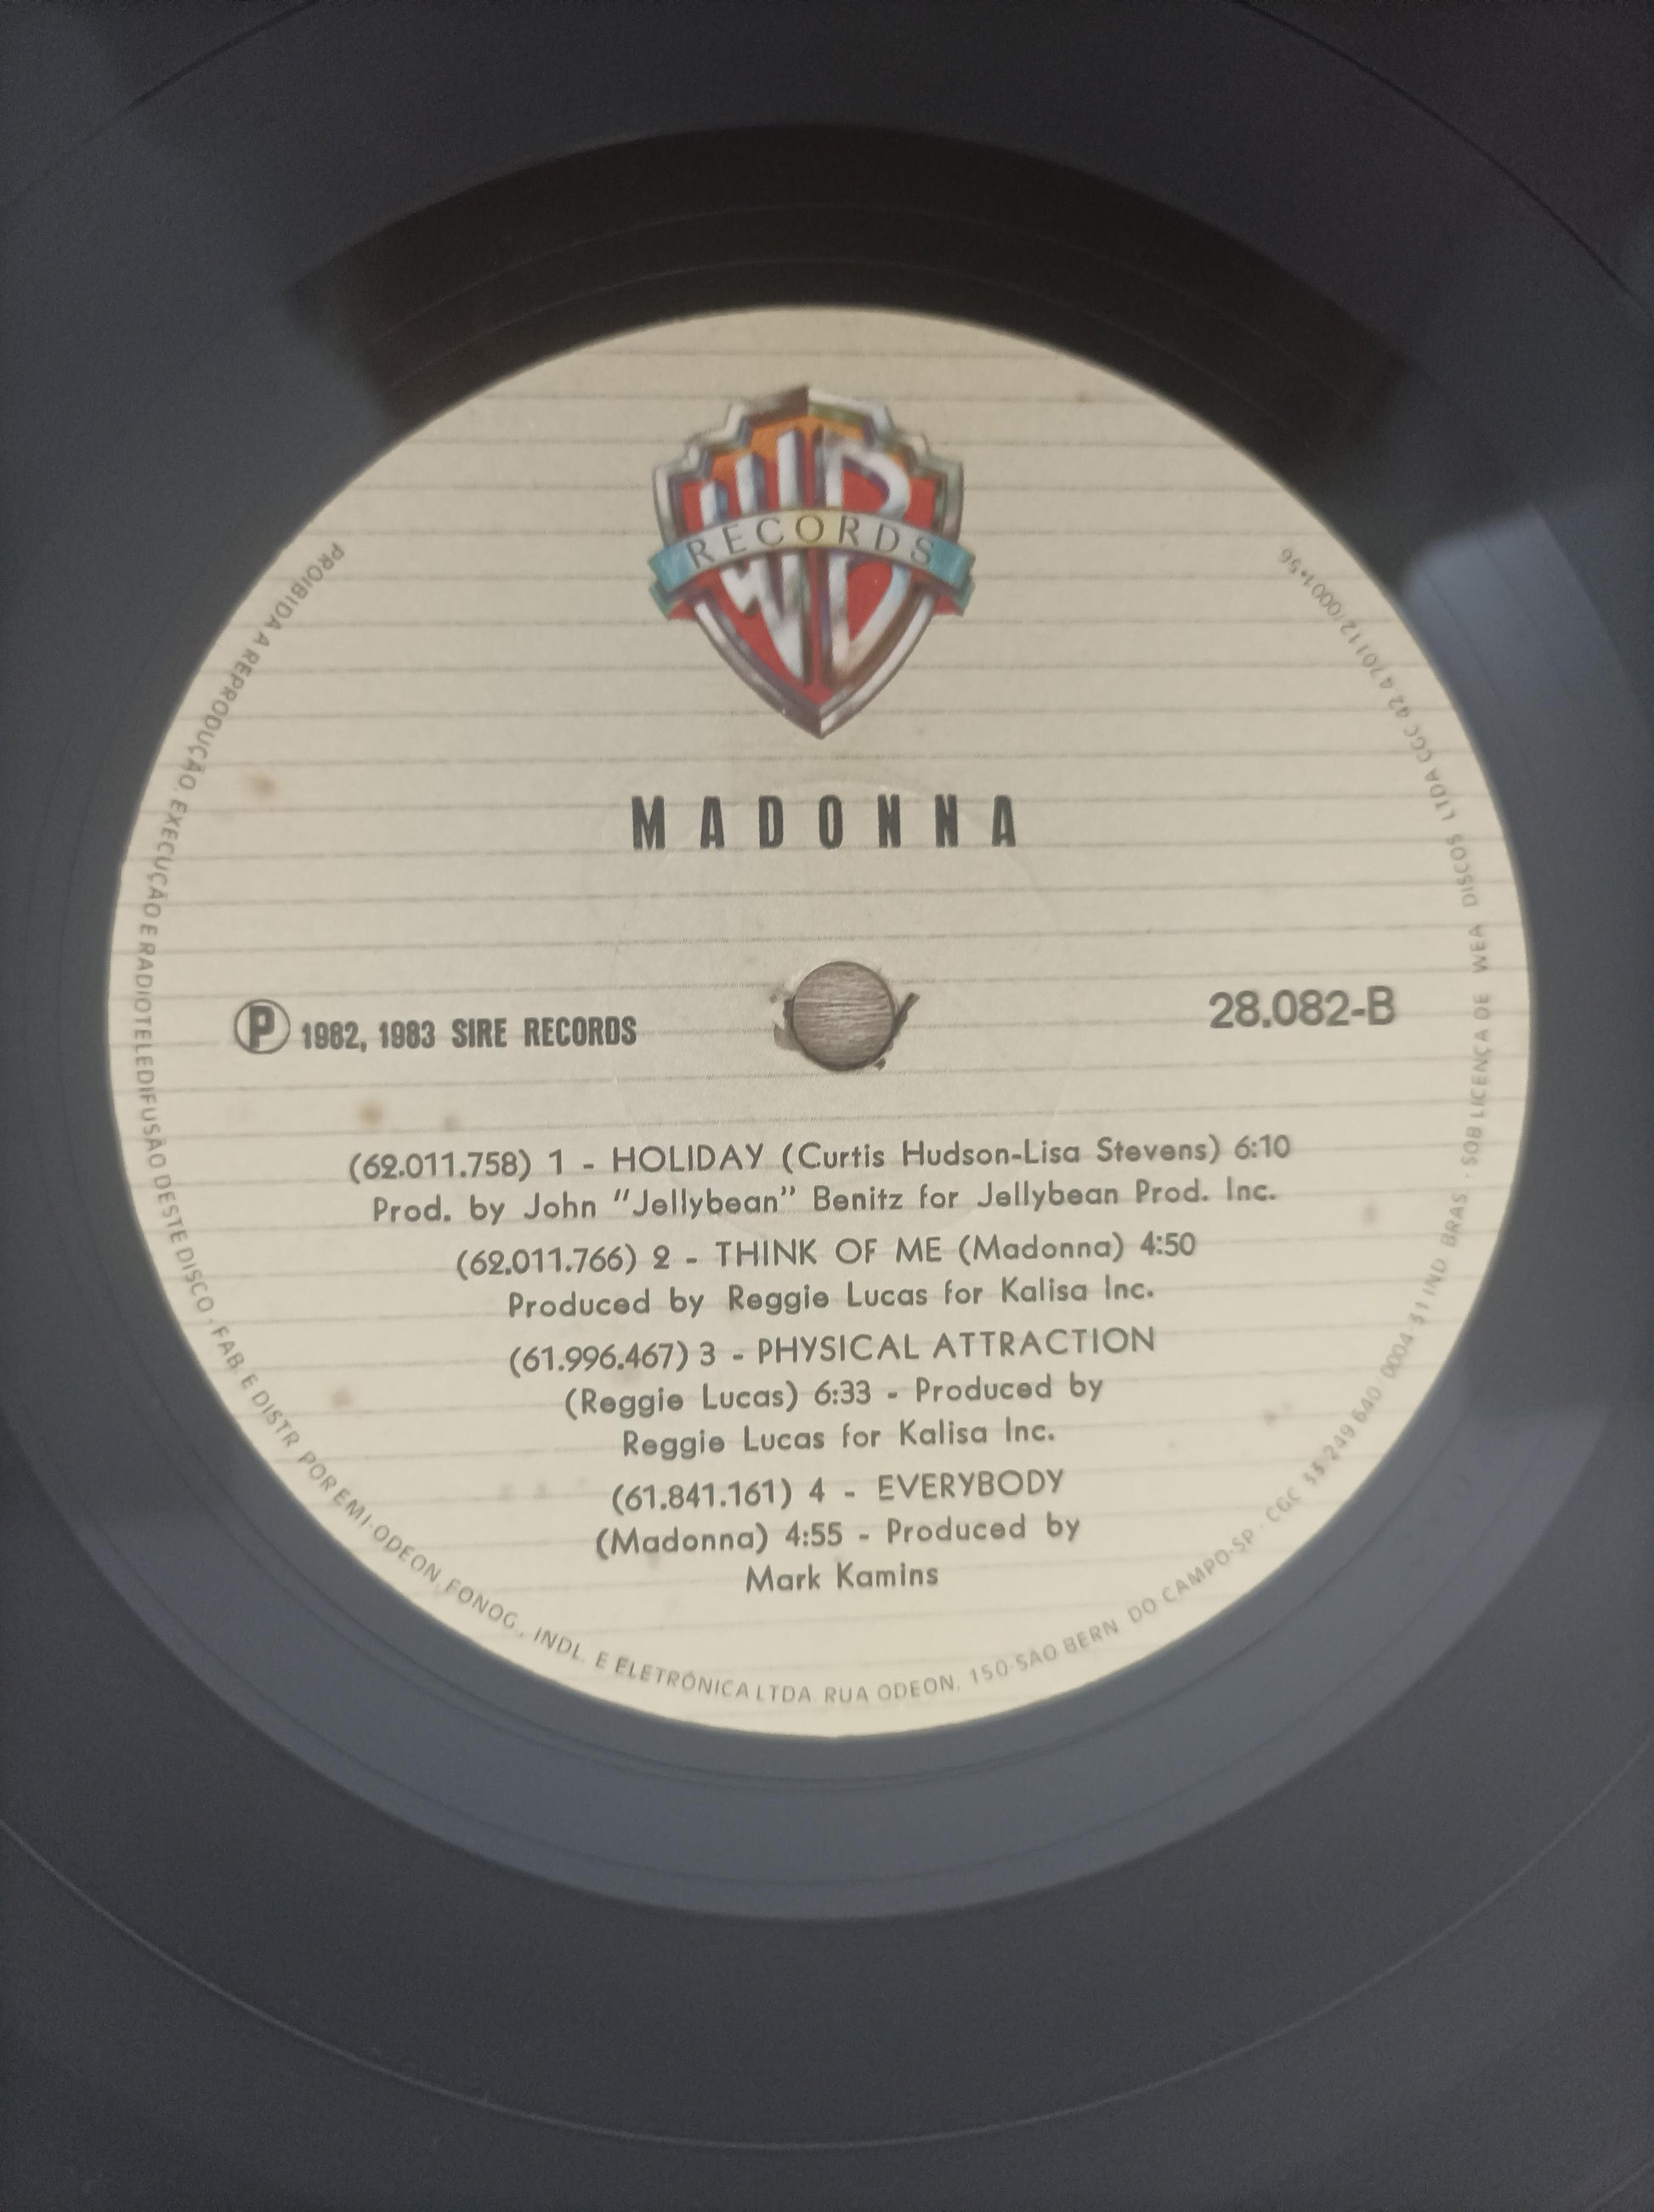 WB
RECORDS
MADONNA
Ⓟ 1982, 1983 SIRE RECORDS
28.082-B
(62.011.758) 1 - HOLIDAY (Curtis Hudson-Lisa Stevens) 6:10
Prod. by John "Jellybean" Benitz for Jellybean Prod. Inc.
(62.011.766) 2 - THINK OF ME (Madonna) 4:50
Produced by Reggie Lucas for Kalisa Inc.
(61.996.467) 3 - PHYSICAL ATTRACTION
(Reggie Lucas) 6:33 - Produced by
Reggie Lucas for Kalisa Inc.
(61.841.161) 4 - EVERYBODY
(Madonna) 4:55 - Produced by
Mark Kamins
PROIBIDA A REPRODUÇÃO, EXECUÇÃO E RADIOTELEDIFUSÃO DESTE DISCO · FAB. E DISTR. POR EMI-ODEON FONOG., INDL. E ELETRÔNICA LTDA RUA ODEON, 150-SÃO BERN. DO CAMPO-SP · CGC 33 249 640 0004 31 IND BRAS · SOB LICENÇA DE WEA DISCOS LTDA CGC 42 470 112/0001-56